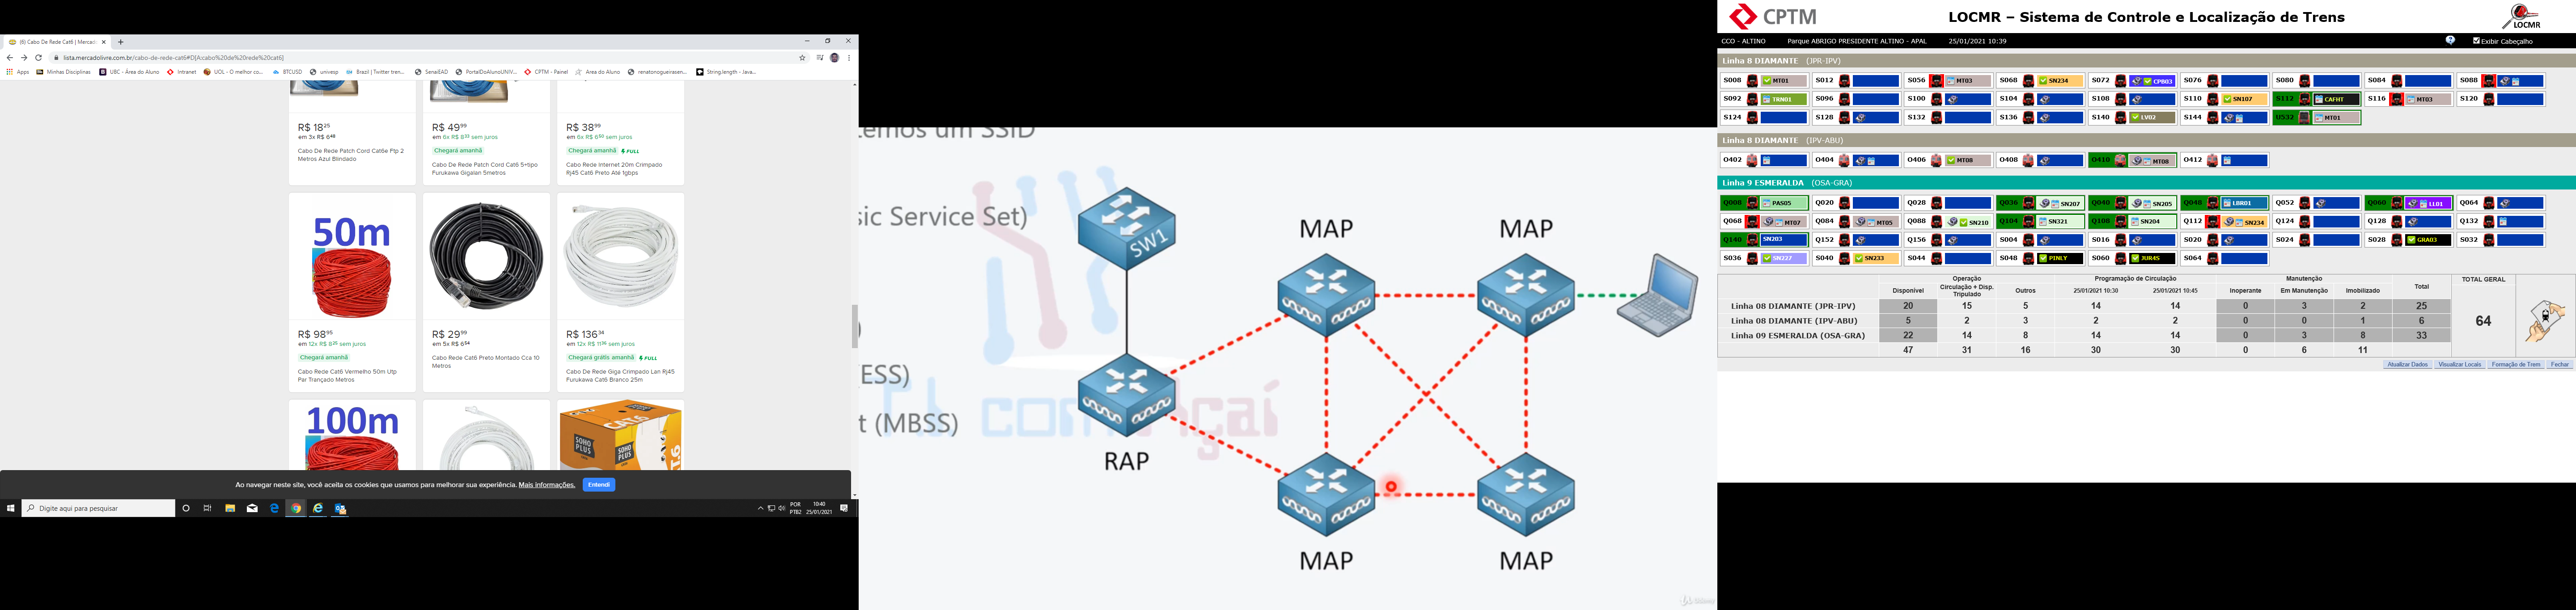 (6) Cabo De Rede Cat6 | Mercado
lista.mercadolivre.com.br/cabo-de-rede-cat6#D[A:cabo%20de%20rede%20cat6]
Apps
Minhas Disciplinas
UBC - Área do Aluno
Intranet
UOL - O melhor co...
BTCUSD
univesp
Brazil | Twitter tren...
SenaiEAD
PortalDoAlunoUNIV...
CPTM - Painel
Área do Aluno
renatonogueirasen...
String.length - Java...
R$ 18 25
em 3x R$ 6 48
Cabo De Rede Patch Cord Cat6e Ftp 2
Metros Azul Blindado
R$ 49 99
em 6x R$ 8 33 sem juros
Chegará amanhã
Cabo De Rede Patch Cord Cat6 5+tipo
Furukawa Gigalan 5metros
R$ 38 99
em 6x R$ 6 50 sem juros
Chegará amanhã FULL
Cabo Rede Internet 20m Crimpado
Rj45 Cat6 Preto Até 1gbps
50m
R$ 98 95
em 12x R$ 8 25 sem juros
Chegará amanhã
Cabo Rede Cat6 Vermelho 50m Utp
Par Trançado Metros
R$ 29 99
em 5x R$ 6 94
Cabo Rede Cat6 Preto Montado Cca 10
Metros
R$ 136 34
em 12x R$ 11 36 sem juros
Chegará grátis amanhã FULL
Cabo De Rede Giga Crimpado Lan Rj45
Furukawa Cat6 Branco 25m
100m
SOHO PLUS
SOHO PLUS
T.6
Ao navegar neste site, você aceita os cookies que usamos para melhorar sua experiência. Mais informações.
Entendi
Digite aqui para pesquisar
POR
PTB2
10:40
25/01/2021
temos um SSID
sic Service Set)
ESS)
t (MBSS)
TI com Açaí
SW1
RAP
MAP
MAP
MAP
MAP
CPTM
LOCMR – Sistema de Controle e Localização de Trens
LOCMR
CCO - ALTINO
Parque ABRIGO PRESIDENTE ALTINO - APAL
25/01/2021 10:39
Exibir Cabeçalho
Linha 8 DIAMANTE (JPR-IPV)
S008 MT01 S012 S056 MT03 S068 SN234 S072 CPB03 S076 S080 S084 S088
S092 TRN01 S096 S100 S104 S108 S110 SN107 S112 CAFHT S116 MT03 S120
S124 S128 S132 S136 S140 LV02 S144 U532 MT01
Linha 8 DIAMANTE (IPV-ABU)
O402 O404 O406 MT08 O408 O410 MT08 O412
Linha 9 ESMERALDA (OSA-GRA)
Q008 PAS05 Q020 Q028 Q036 SN207 Q040 SN205 Q048 LBR01 Q052 Q060 LL01 Q064
Q068 MT07 Q084 MT05 Q088 SN210 Q104 SN321 Q108 SN204 Q112 SN234 Q124 Q128 Q132
Q140 SN203 Q152 Q156 S004 S016 S020 S024 S028 GRA03 S032
S036 SN227 S040 SN233 S044 S048 PINLY S060 JUR4S S064
Operação Programação de Circulação Manutenção
Disponível Circulação + Disp. Tripulado Outros 25/01/2021 10:30 25/01/2021 10:45 Inoperante Em Manutenção Imobilizado Total TOTAL GERAL
Linha 08 DIAMANTE (JPR-IPV) 20 15 5 14 14 0 3 2 25
Linha 08 DIAMANTE (IPV-ABU) 5 2 3 2 2 0 0 1 6
Linha 09 ESMERALDA (OSA-GRA) 22 14 8 14 14 0 3 8 33
47 31 16 30 30 0 6 11
64
Atualizar Dados Visualizar Locais Formação de Trem Fechar